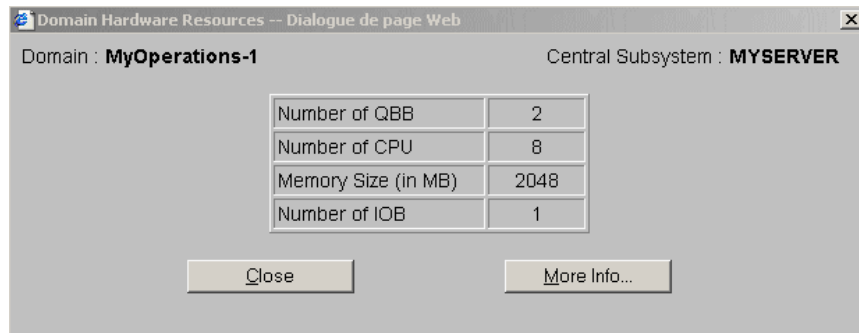 Domain Hardware Resources -- Dialogue de page Web
Domain : MyOperations-1 Central Subsystem : MYSERVER
Number of QBB 2
Number of CPU 8
Memory Size (in MB) 2048
Number of IOB 1
Close More Info...